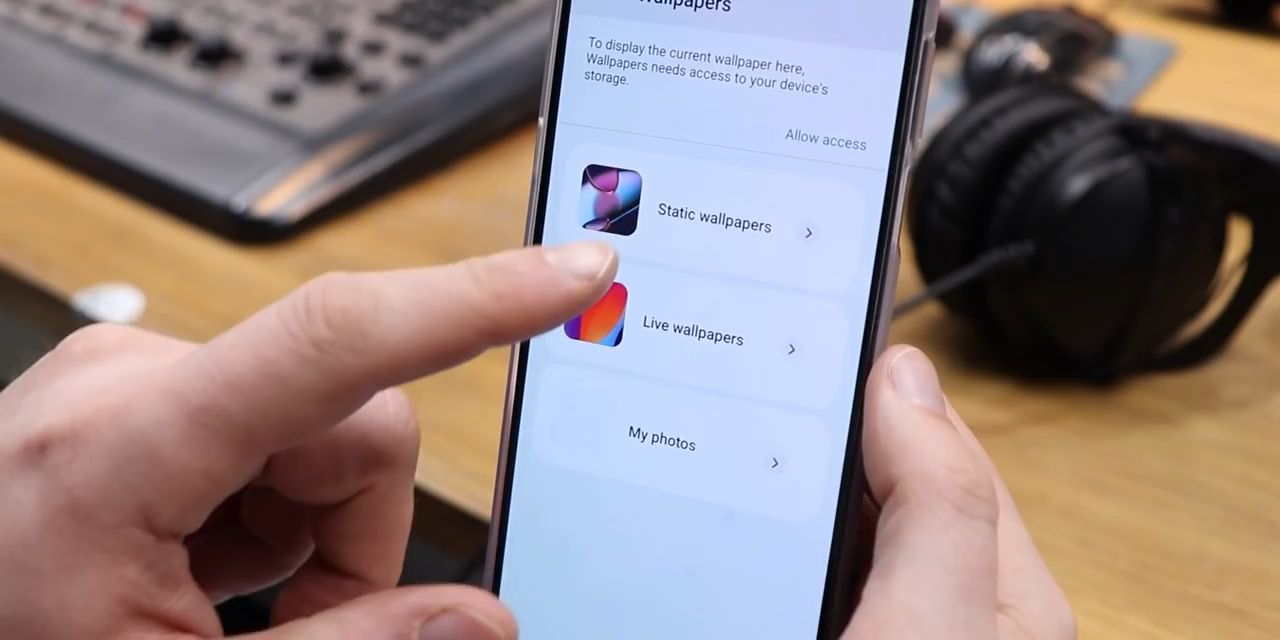 Wallpapers
To display the current wallpaper here,
Wallpapers needs access to your device's
storage.
Allow access
Static wallpapers
Live wallpapers
My photos